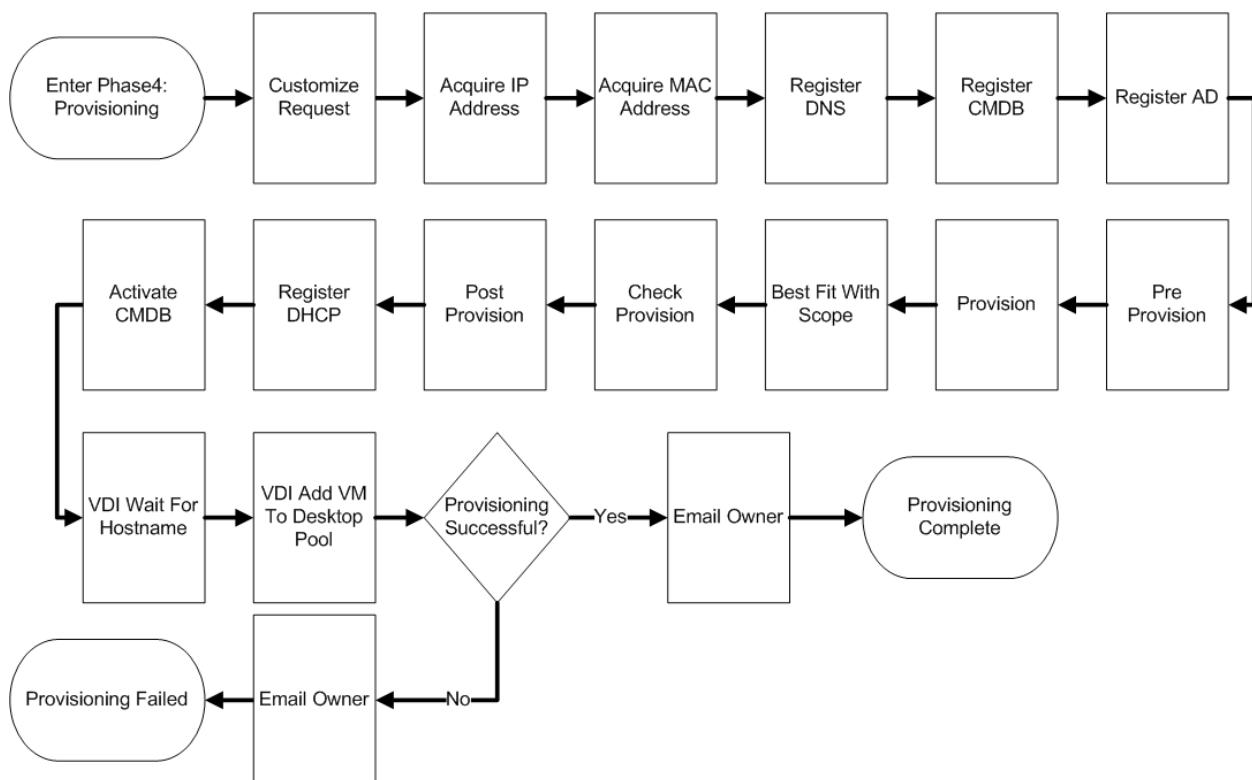 Enter Phase4:
Provisioning
Customize
Request
Acquire IP
Address
Acquire MAC
Address
Register
DNS
Register
CMDB
Register AD
Activate
CMDB
Register
DHCP
Post
Provision
Check
Provision
Best Fit With
Scope
Provision
Pre
Provision
VDI Wait For
Hostname
VDI Add VM
To Desktop
Pool
Provisioning
Successful?
Yes
Email Owner
Provisioning
Complete
Provisioning Failed
Email Owner
No